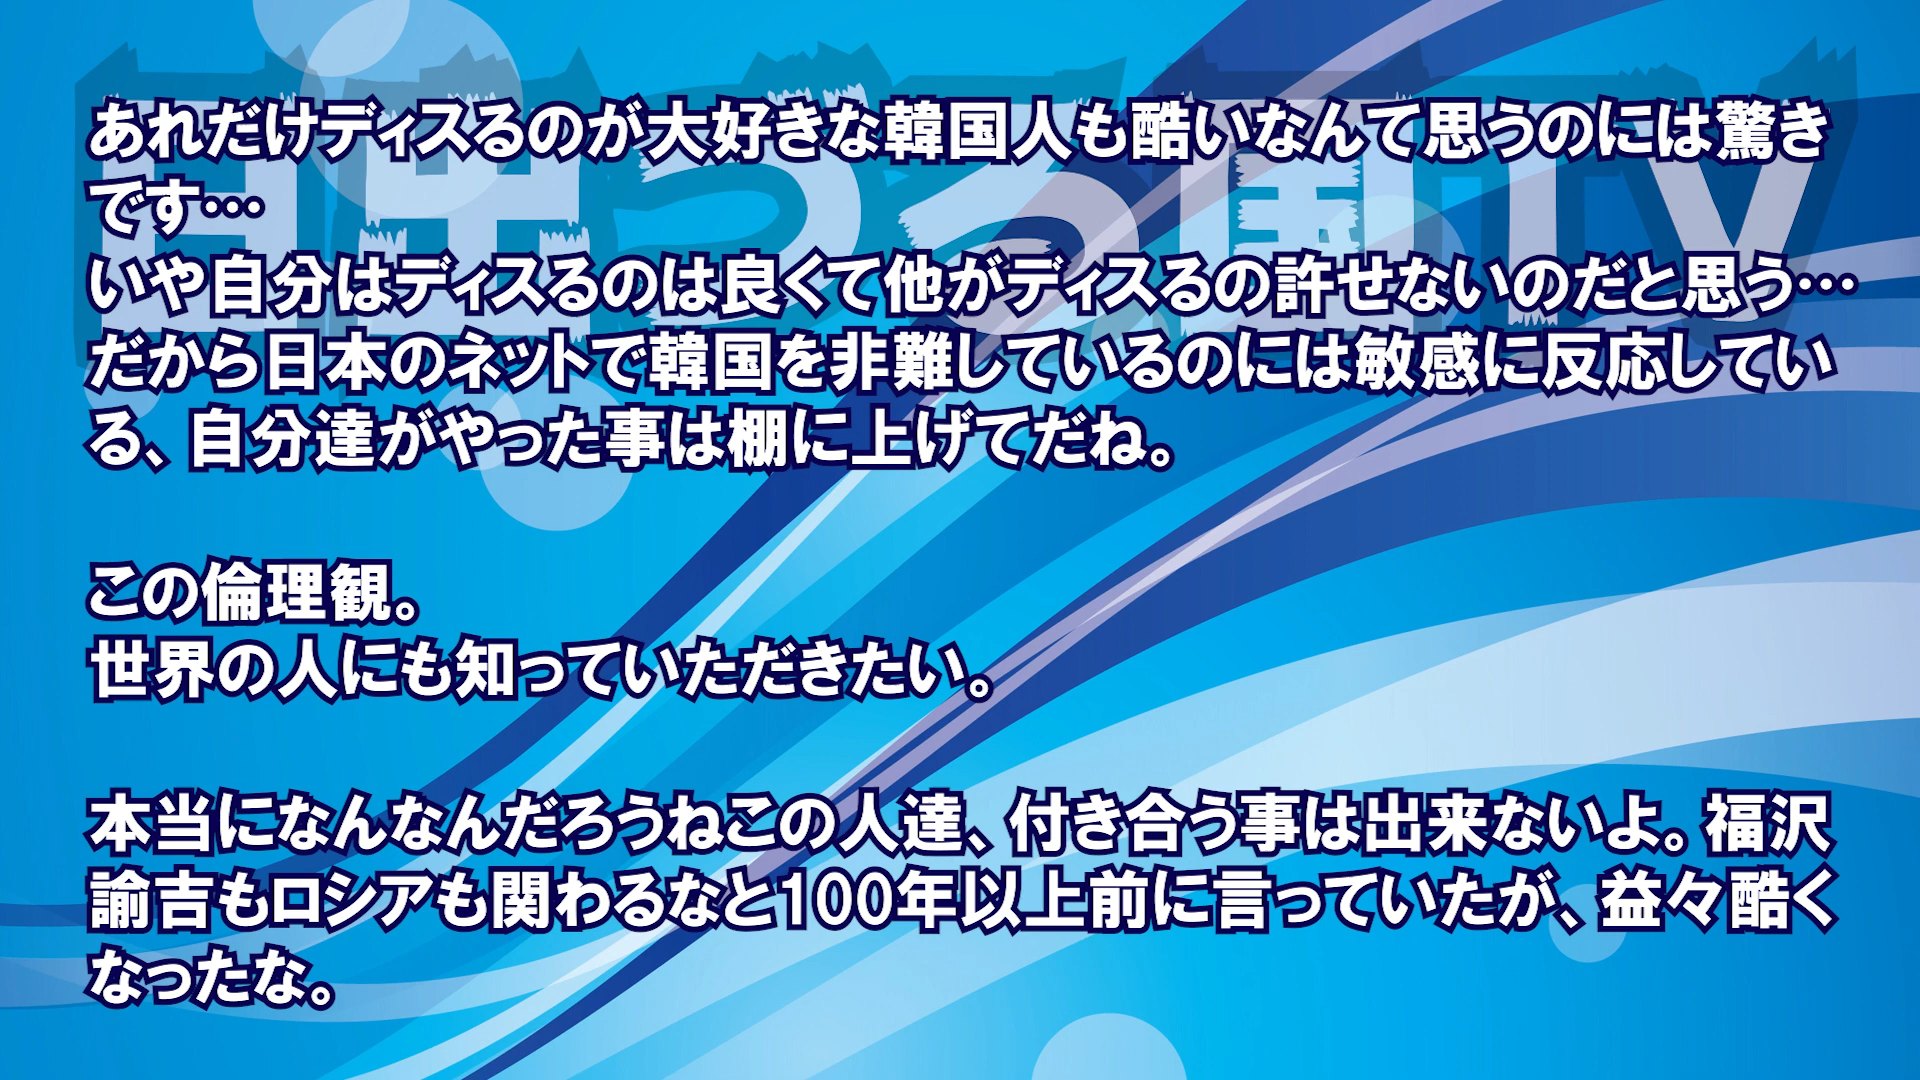 日出づる国TV
あれだけディスるのが大好きな韓国人も酷いなんて思うのには驚き
です…
いや自分はディスるのは良くて他がディスるの許せないのだと思う…
だから日本のネットで韓国を非難しているのには敏感に反応してい
る、自分達がやった事は棚に上げてだね。
この倫理観。
世界の人にも知っていただきたい。
本当になんなんだろうねこの人達、付き合う事は出来ないよ。福沢
諭吉もロシアも関わるなと100年以上前に言っていたが、益々酷く
なったな。